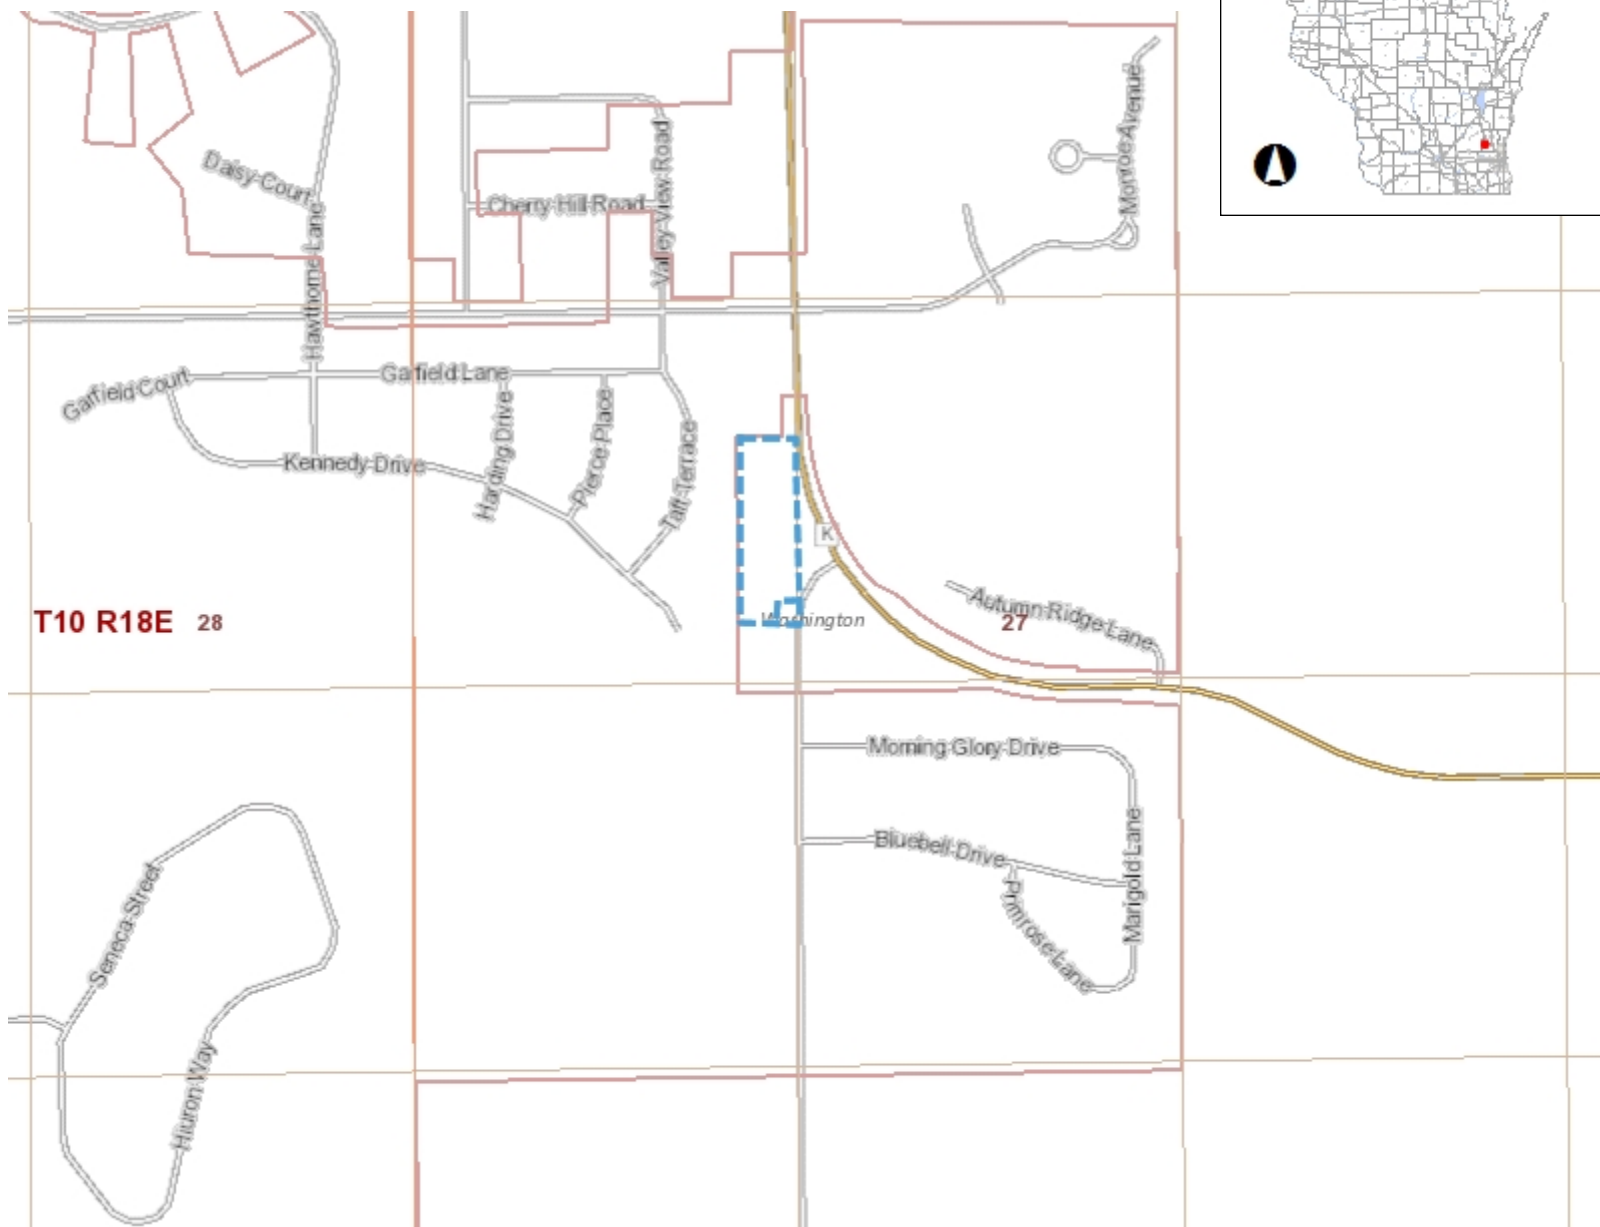 Monroe Avenue
Daisy Court
Valley View Road
Cherry Hill Road
Hawthorne Lane
Garfield Court
Garfield Lane
Harding Drive
Pierce Place
Taft Terrace
Kennedy Drive
K
Autumn Ridge Lane
T10 R18E 28
Washington
27
Morning Glory Drive
Bluebell Drive
Marigold Lane
Primrose Lane
Seneca Street
Hiuron Way